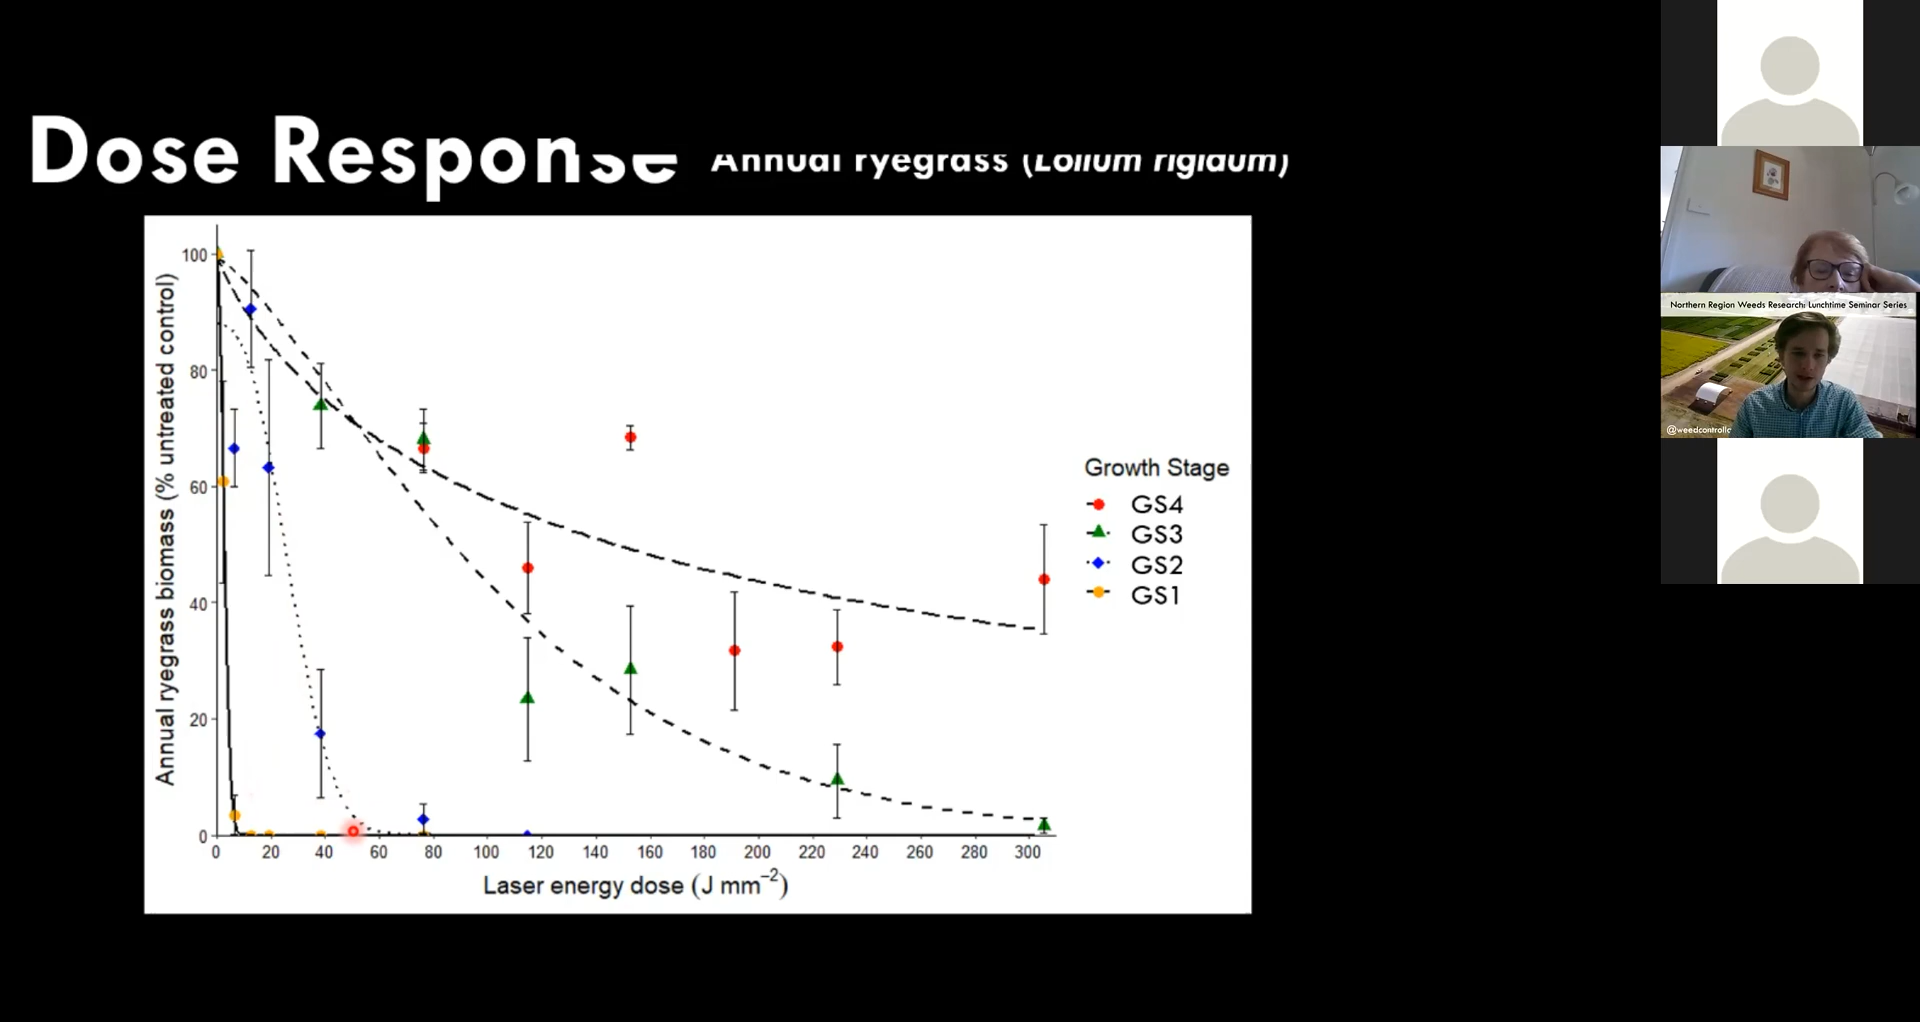 Dose Response Annual ryegrass (Lolium rigidum)
Annual ryegrass biomass (% untreated control)
100
80
60
40
20
0
0 20 40 60 80 100 120 140 160 180 200 220 240 260 280 300
Laser energy dose (J mm⁻²)
Growth Stage
GS4
GS3
GS2
GS1
Northern Region Weeds Research: Lunchtime Seminar Series
@weedcontrollc